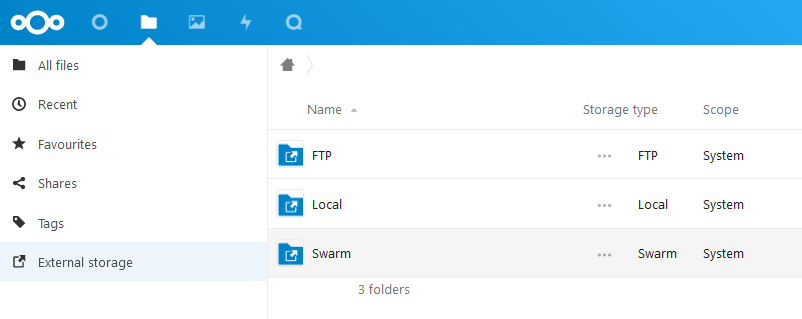 All files
Recent
Favourites
Shares
Tags
External storage
Name Storage type Scope
FTP FTP System
Local Local System
Swarm Swarm System
3 folders